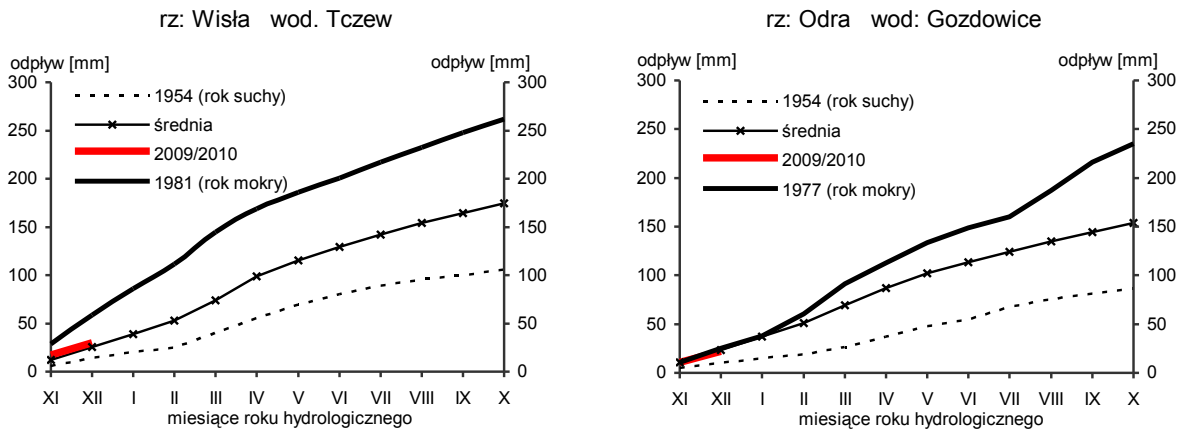 rz: Wisła wod. Tczew
odpływ [mm]
odpływ [mm]
300
250
200
150
100
50
0
1954 (rok suchy)
średnia
2009/2010
1981 (rok mokry)
300
250
200
150
100
50
0
XI XII I II III IV V VI VII VIII IX X
miesiące roku hydrologicznego
rz: Odra wod: Gozdowice
odpływ [mm]
odpływ [mm]
300
250
200
150
100
50
0
1954 (rok suchy)
średnia
2009/2010
1977 (rok mokry)
300
250
200
150
100
50
0
XI XII I II III IV V VI VII VIII IX X
miesiące roku hydrologicznego